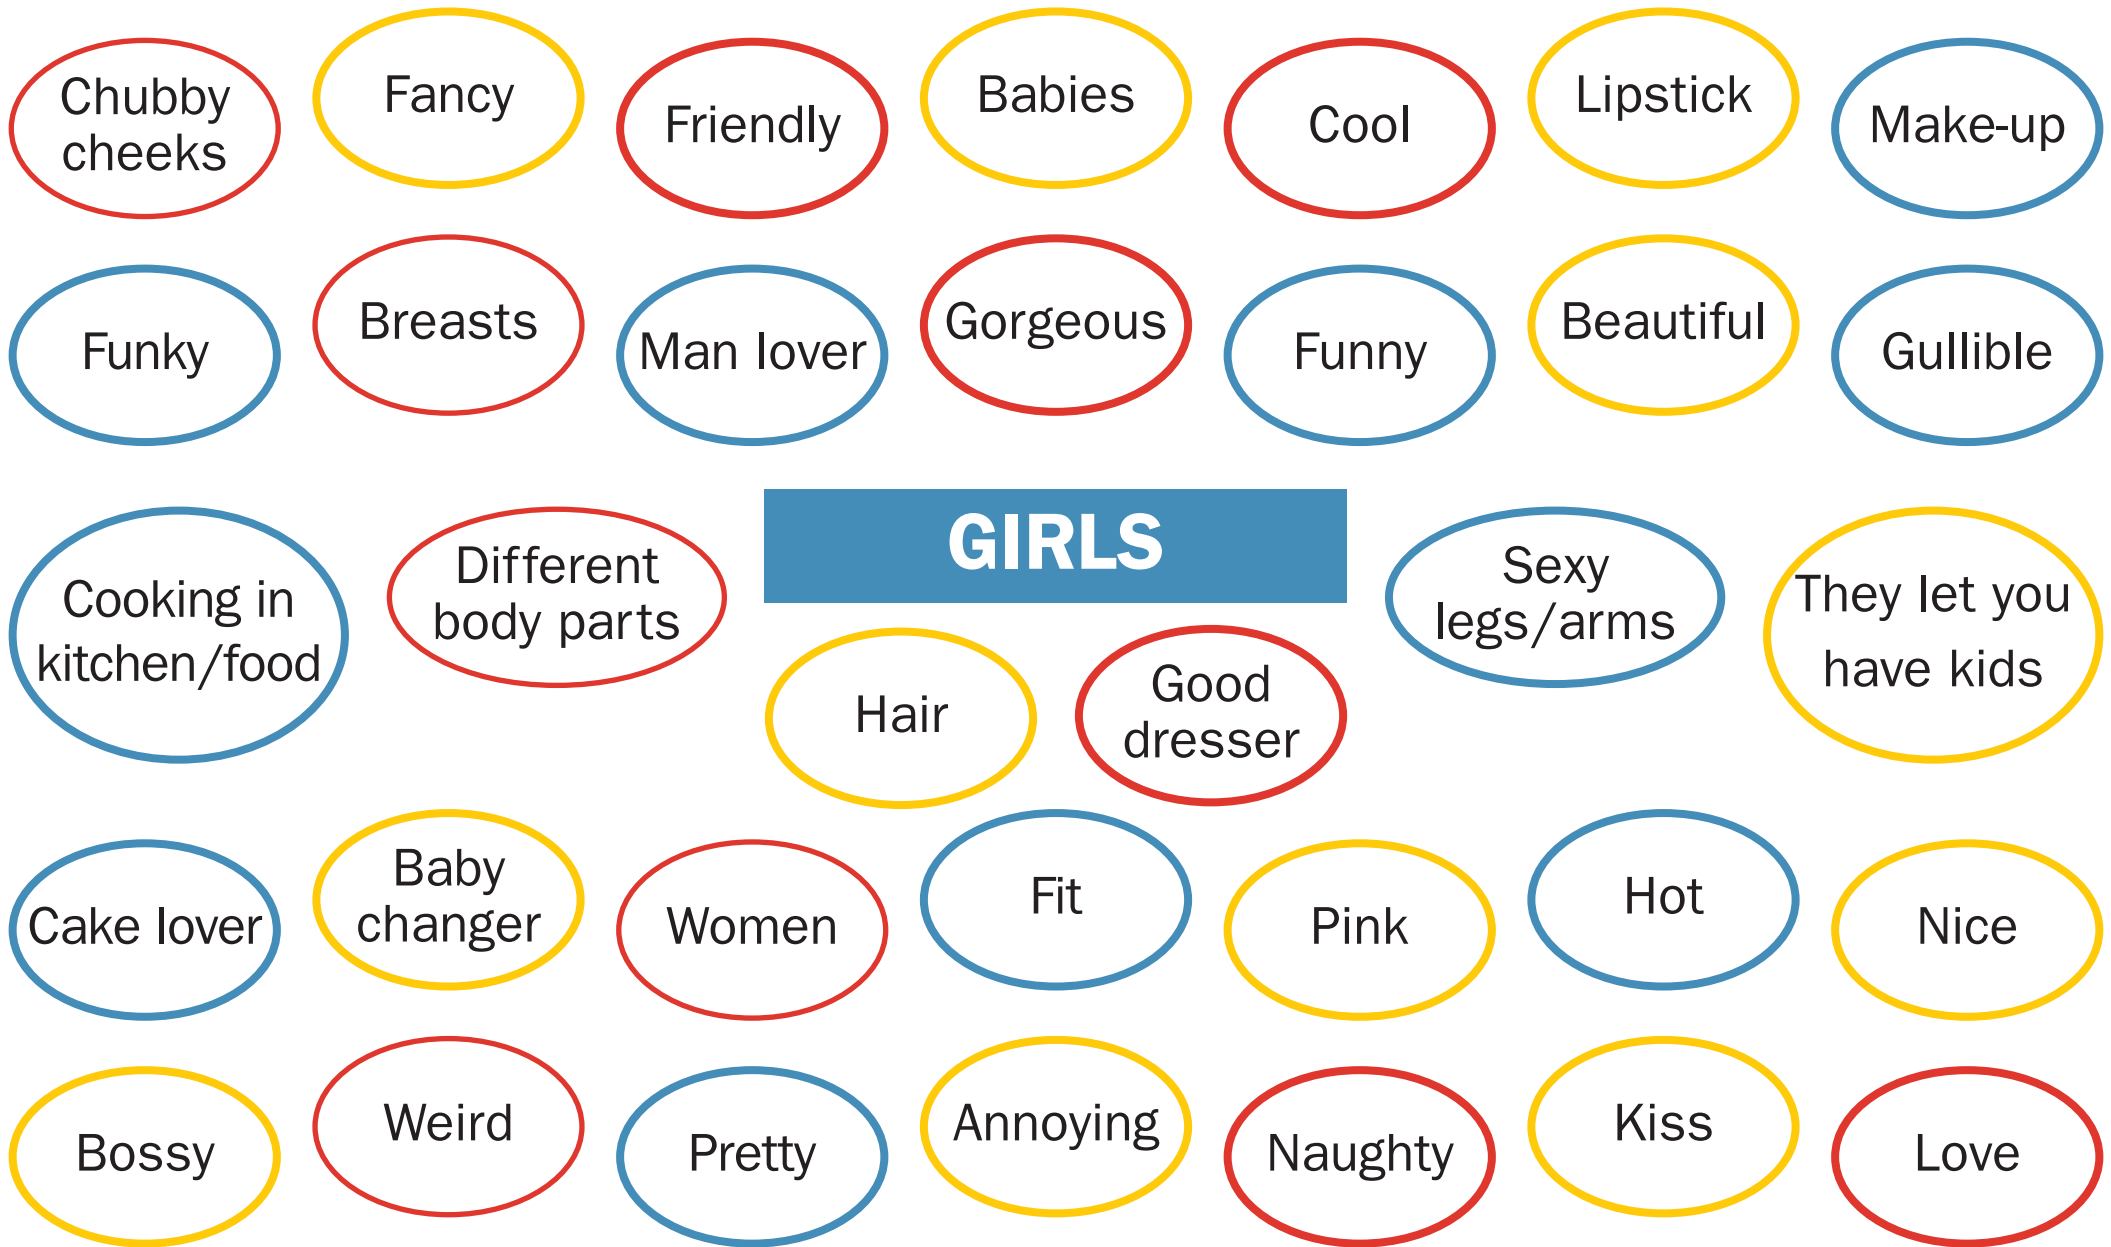 Chubby
cheeks
Fancy
Friendly
Babies
Cool
Lipstick
Make-up
Funky
Breasts
Man lover
Gorgeous
Funny
Beautiful
Gullible
GIRLS
Cooking in
kitchen/food
Different
body parts
Hair
Good
dresser
Sexy
legs/arms
They let you
have kids
Cake lover
Baby
changer
Women
Fit
Pink
Hot
Nice
Bossy
Weird
Pretty
Annoying
Naughty
Kiss
Love